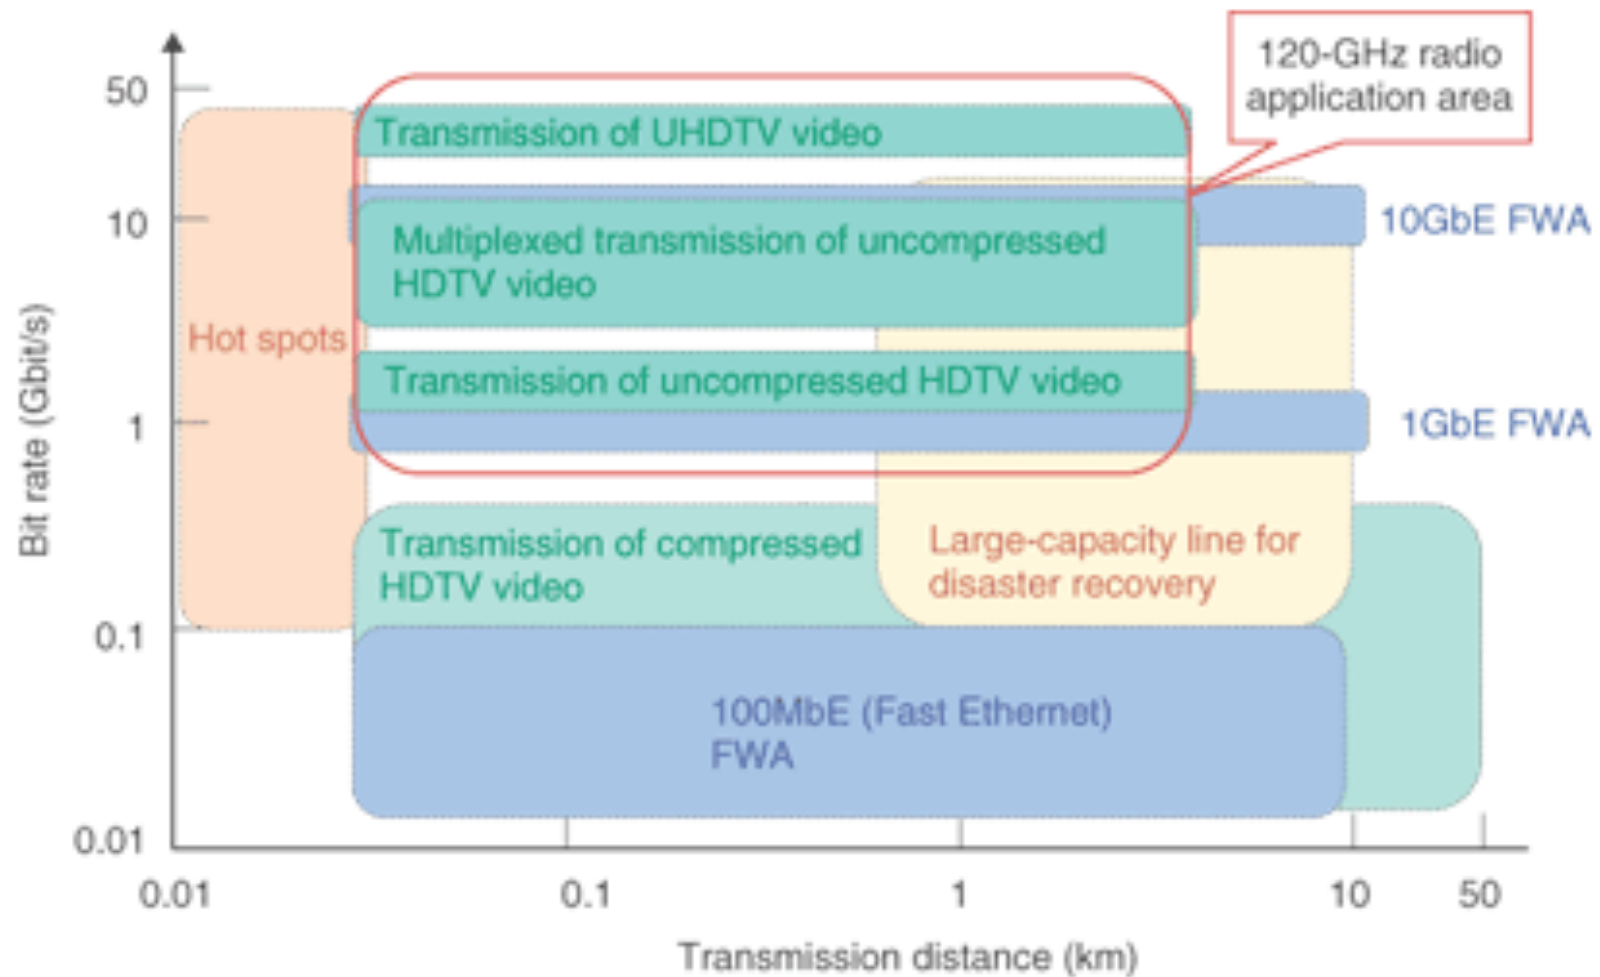 120-GHz radio
application area
50
Transmission of UHDTV video
10
10GbE FWA
Multiplexed transmission of uncompressed
HDTV video
Hot spots
Transmission of uncompressed HDTV video
1
1GbE FWA
Bit rate (Gbit/s)
Transmission of compressed
HDTV video
Large-capacity line for
disaster recovery
0.1
100MbE (Fast Ethernet)
FWA
0.01
0.01
0.1
1
10
50
Transmission distance (km)